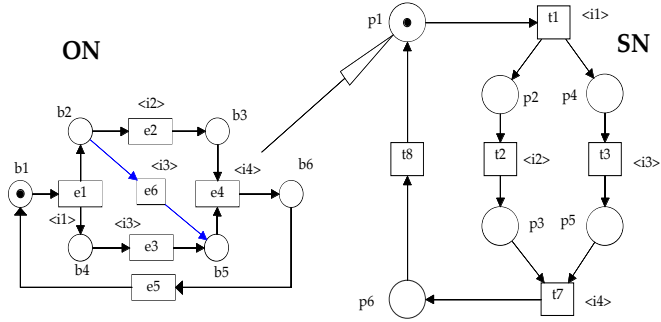 ON
b1
b2
<i2>
e2
b3
<i3>
e6
<i4>
e4
b6
e1
<i1>
<i3>
e3
b4
b5
e5
p1
t1
<i1>
SN
p2
p4
t8
t2
<i2>
t3
<i3>
p3
p5
p6
t7
<i4>